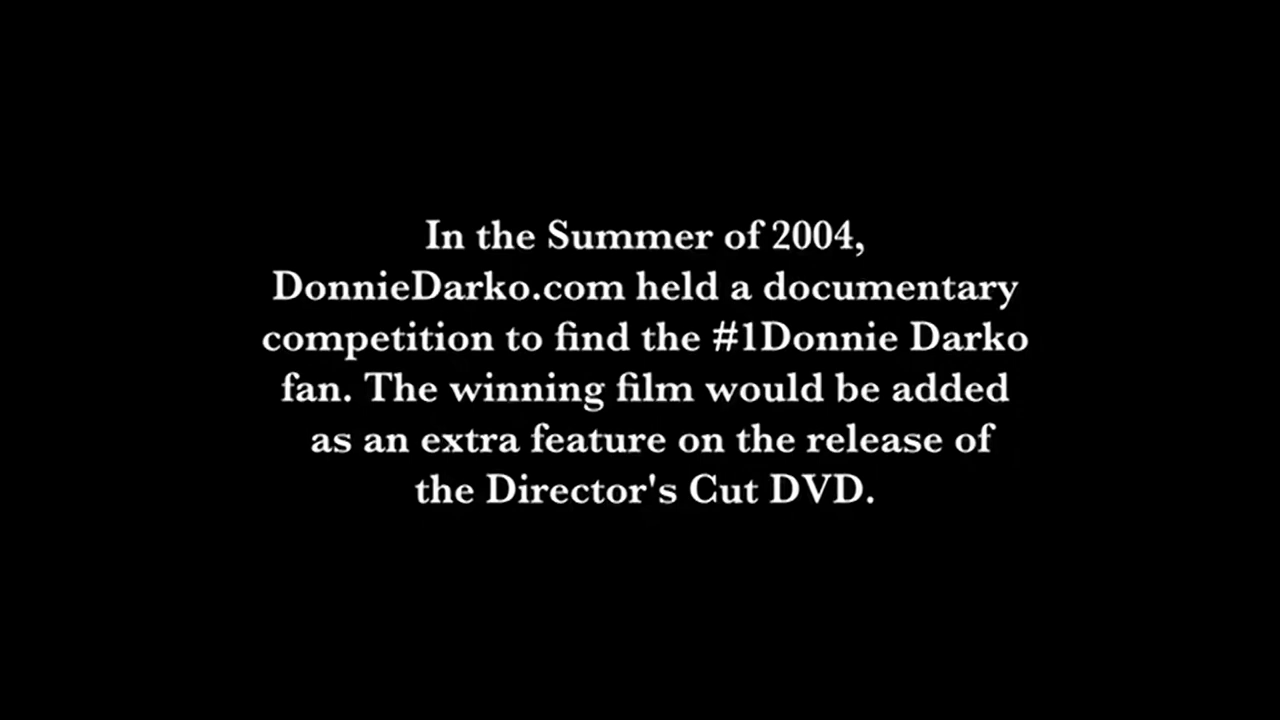 In the Summer of 2004,
DonnieDarko.com held a documentary
competition to find the #1Donnie Darko
fan. The winning film would be added
as an extra feature on the release of
the Director's Cut DVD.